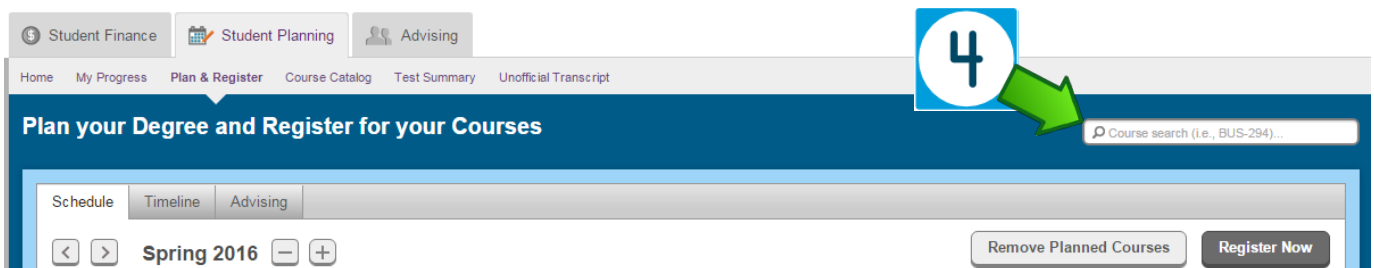 Student Finance Student Planning Advising
4
Home My Progress Plan & Register Course Catalog Test Summary Unofficial Transcript
Plan your Degree and Register for your Courses
Course search (i.e., BUS-294)...
Schedule Timeline Advising
< > Spring 2016 − + Remove Planned Courses Register Now